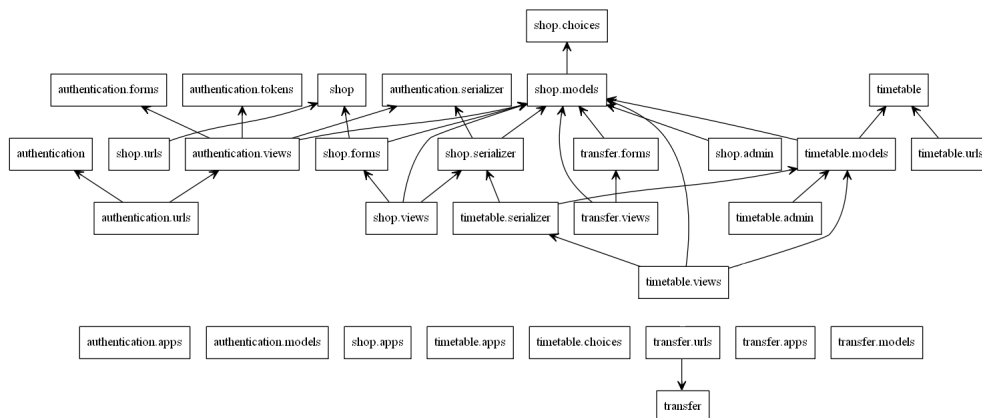 shop.choices
authentication.forms
authentication.tokens
shop
authentication.serializer
shop.models
timetable
authentication
shop.urls
authentication.views
shop.forms
shop.serializer
transfer.forms
shop.admin
timetable.models
timetable.urls
authentication.urls
shop.views
timetable.serializer
transfer.views
timetable.admin
timetable.views
authentication.apps
authentication.models
shop.apps
timetable.apps
timetable.choices
transfer.urls
transfer.apps
transfer.models
transfer